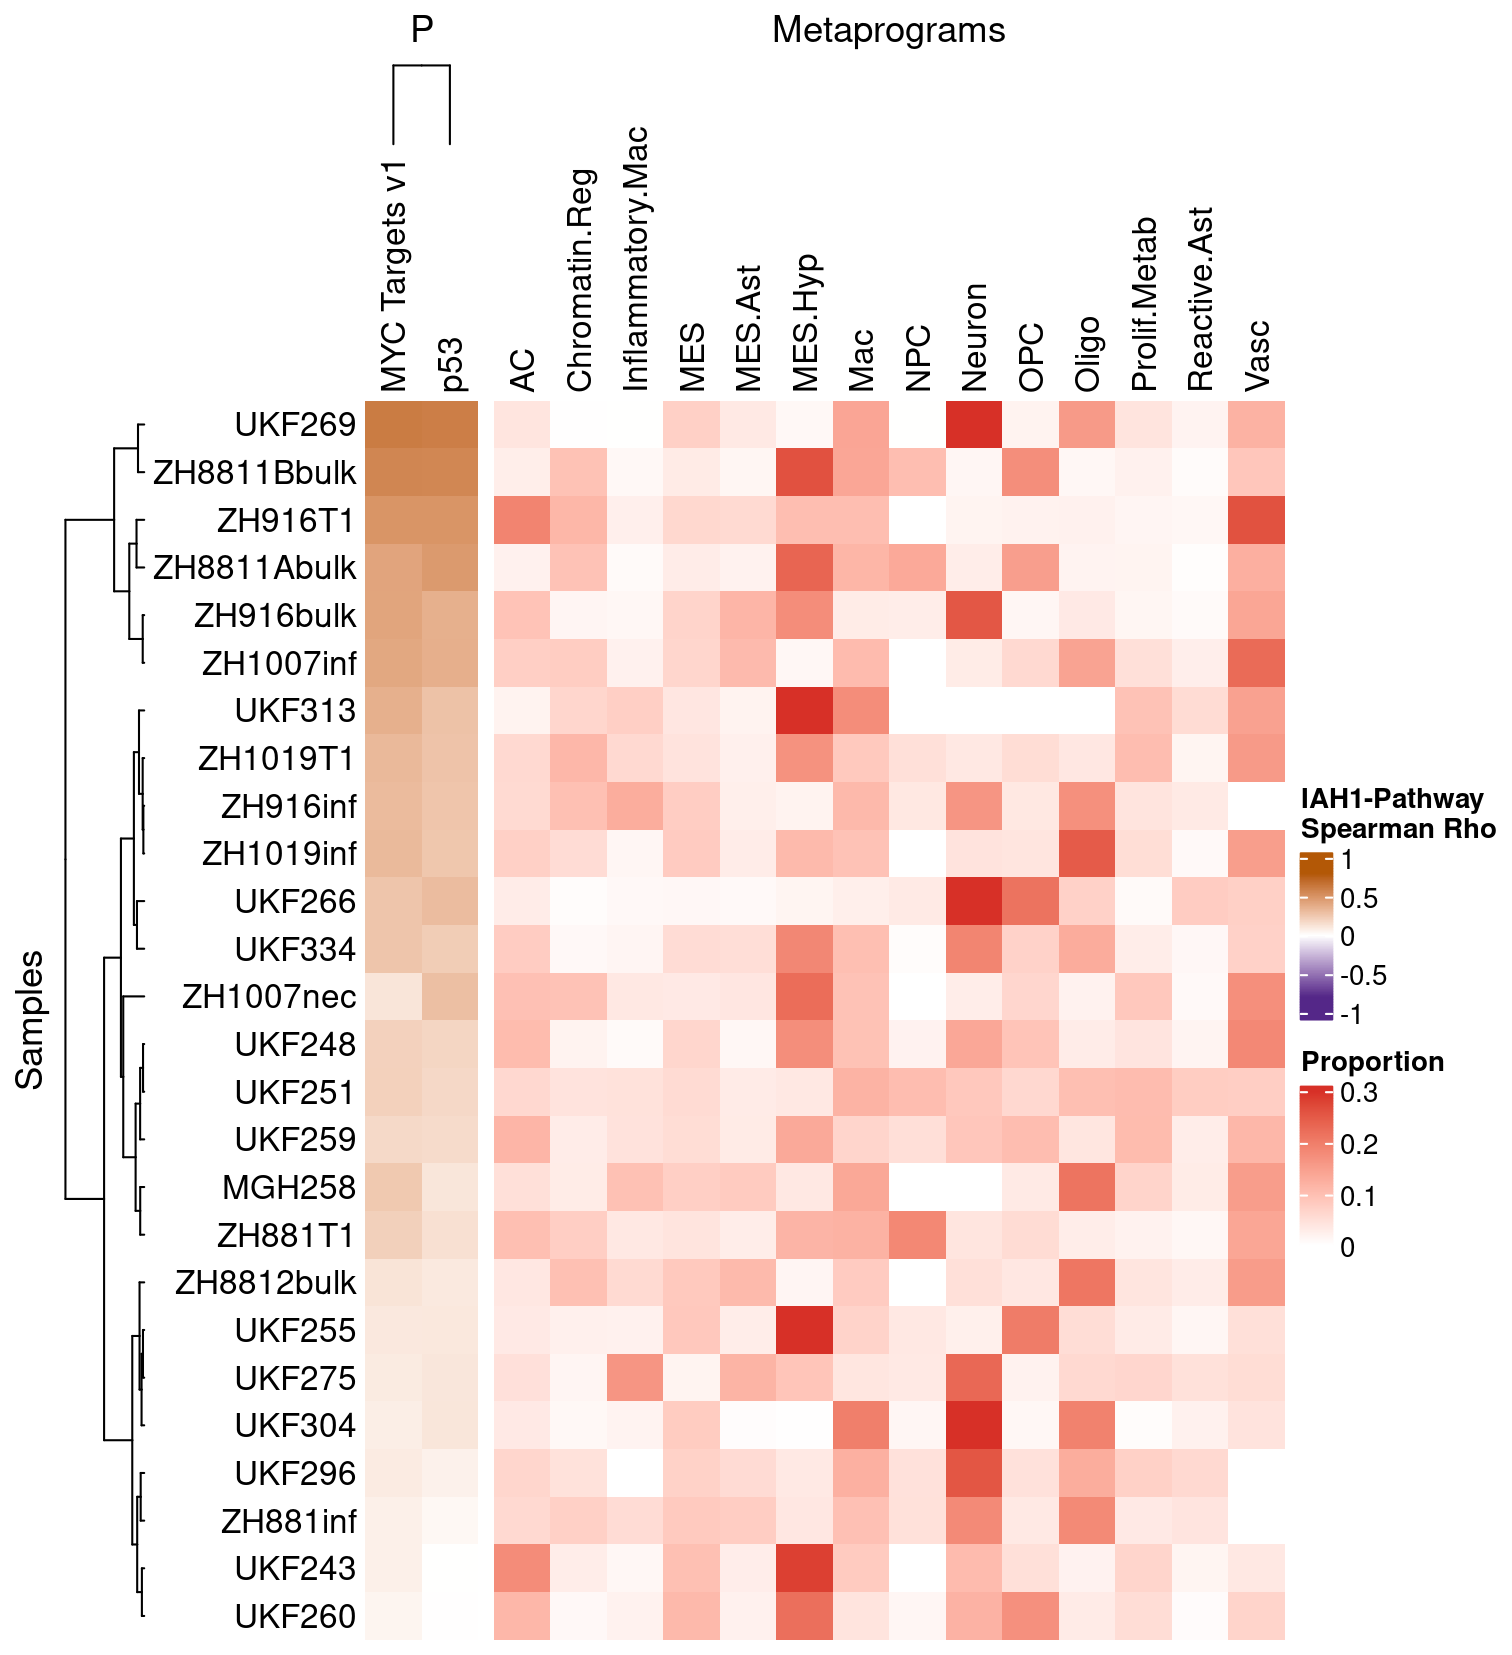 P
Metaprograms
MYC Targets v1
p53
AC
Chromatin.Reg
Inflammatory.Mac
MES
MES.Ast
MES.Hyp
Mac
NPC
Neuron
OPC
Oligo
Prolif.Metab
Reactive.Ast
Vasc
Samples
UKF269
ZH8811Bbulk
ZH916T1
ZH8811Abulk
ZH916bulk
ZH1007inf
UKF313
ZH1019T1
ZH916inf
ZH1019inf
UKF266
UKF334
ZH1007nec
UKF248
UKF251
UKF259
MGH258
ZH881T1
ZH8812bulk
UKF255
UKF275
UKF304
UKF296
ZH881inf
UKF243
UKF260
IAH1-Pathway
Spearman Rho
1
0.5
0
-0.5
-1
Proportion
0.3
0.2
0.1
0